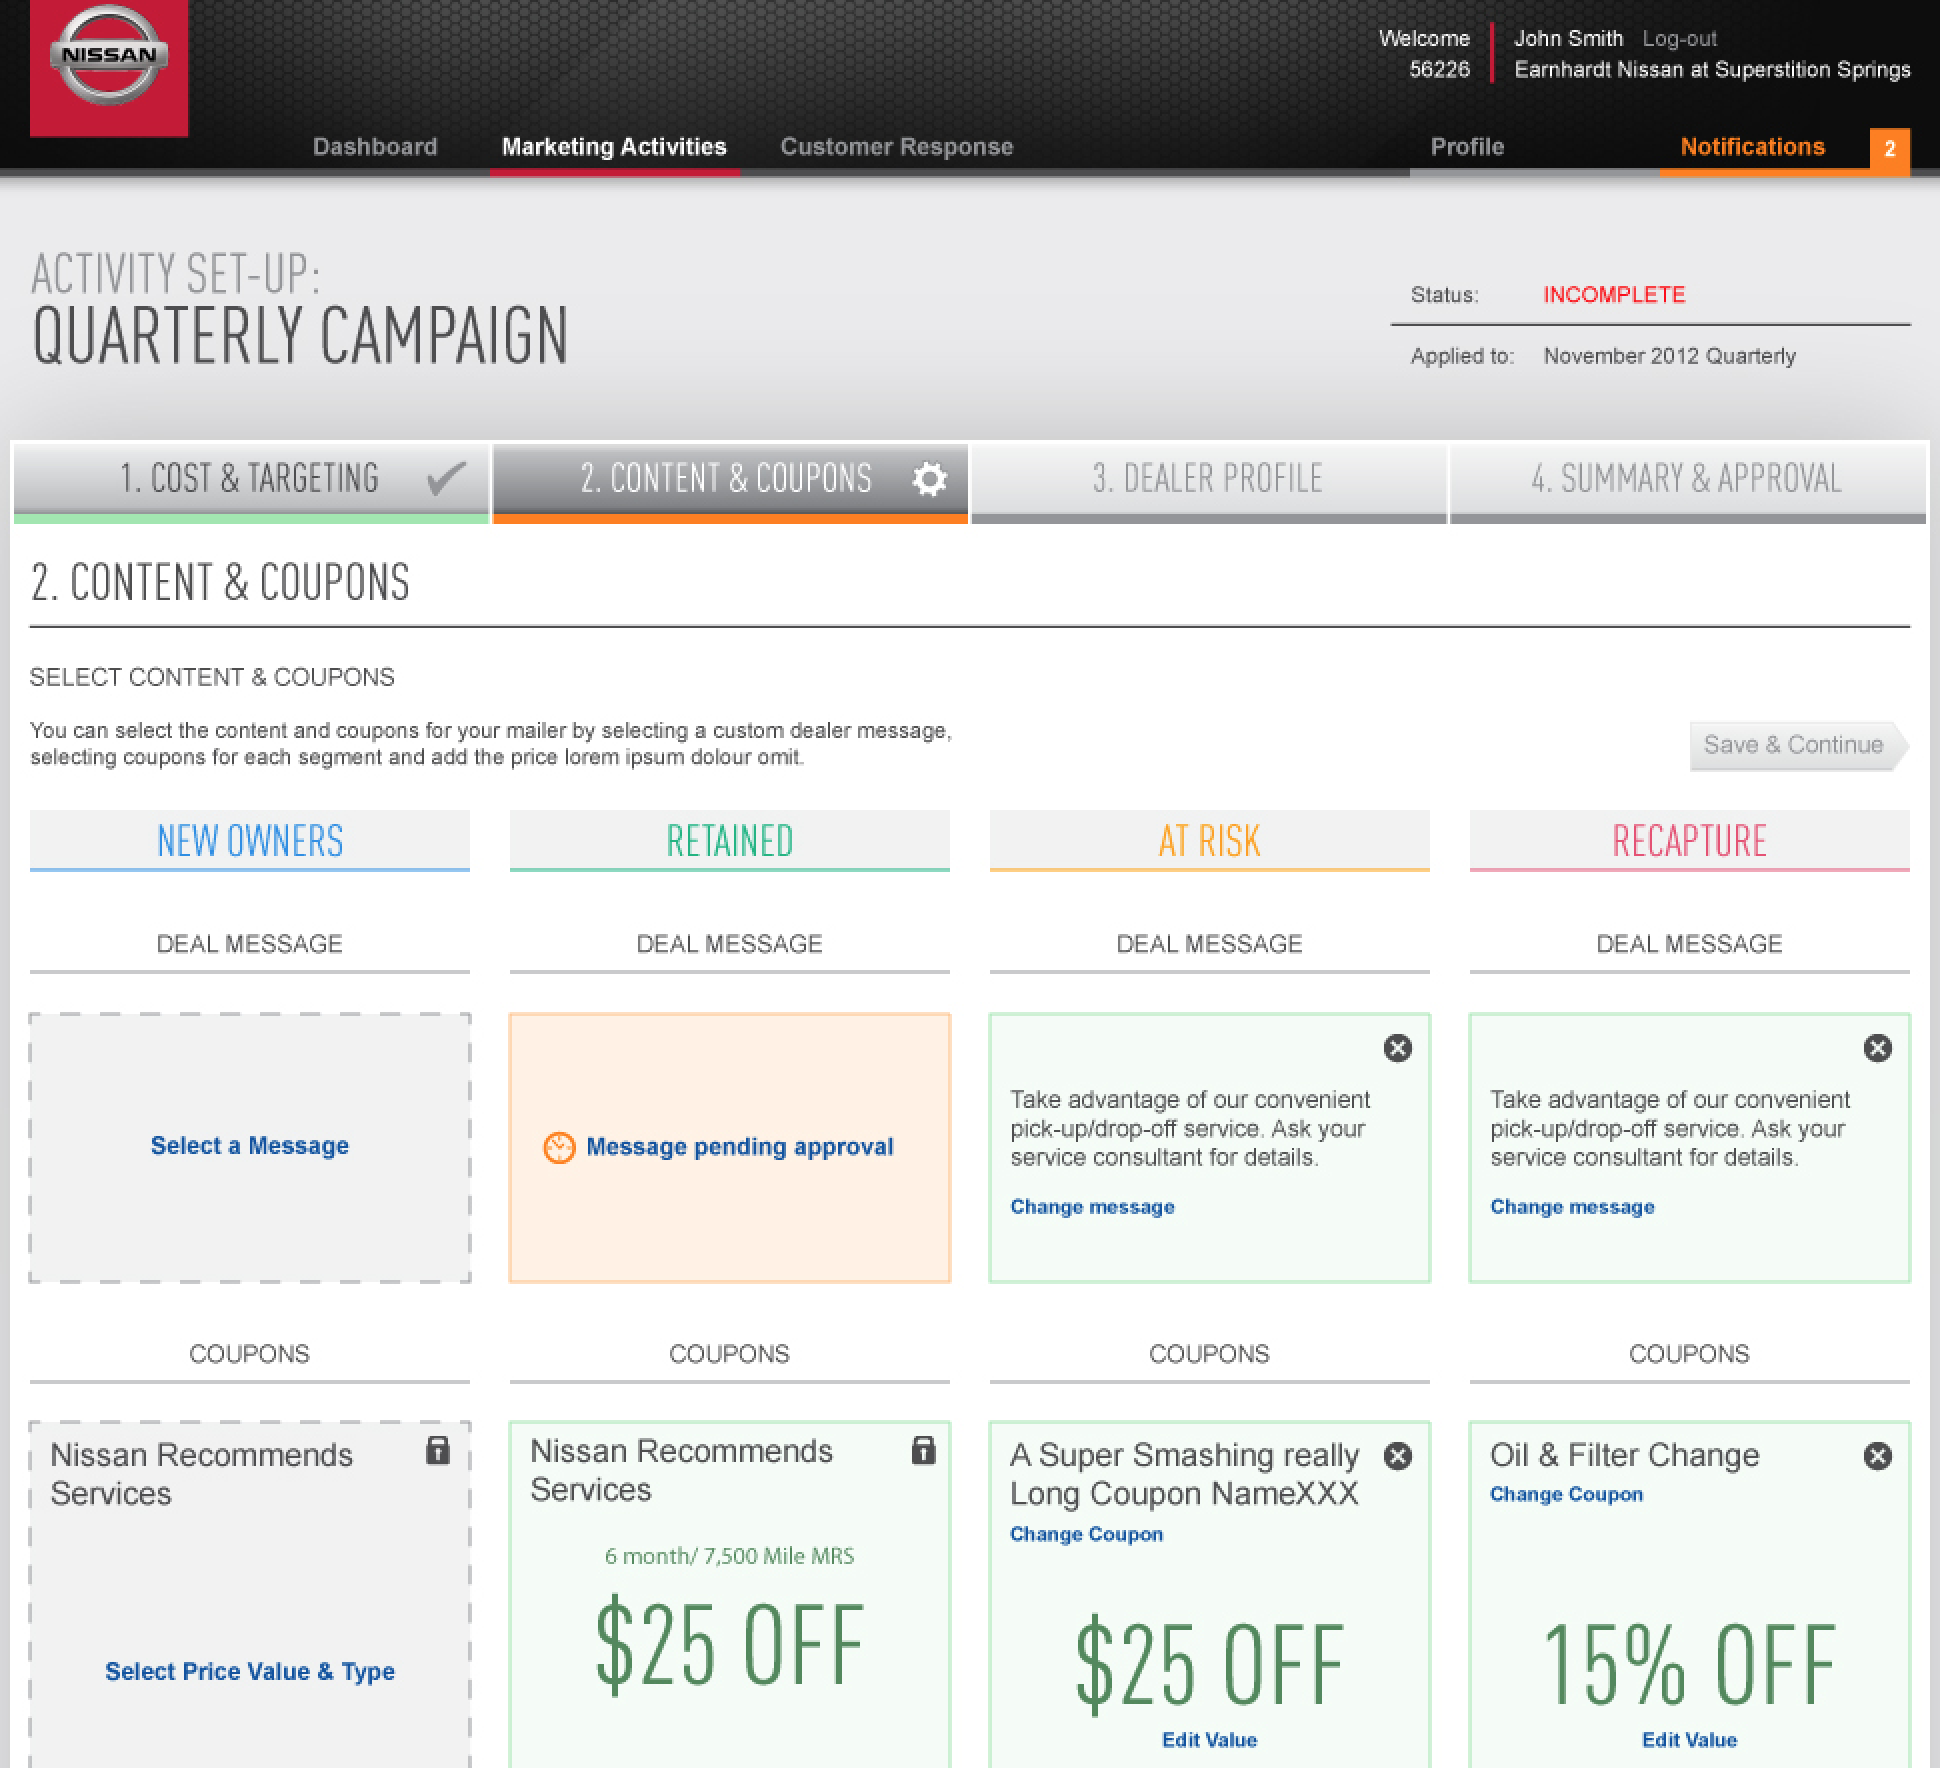 NISSAN
Welcome
John Smith Log-out
56226
Earnhardt Nissan at Superstition Springs
Dashboard
Marketing Activities
Customer Response
Profile
Notifications
2
ACTIVITY SET-UP:
QUARTERLY CAMPAIGN
Status: INCOMPLETE
Applied to: November 2012 Quarterly
1. COST & TARGETING
2. CONTENT & COUPONS
3. DEALER PROFILE
4. SUMMARY & APPROVAL
2. CONTENT & COUPONS
SELECT CONTENT & COUPONS
You can select the content and coupons for your mailer by selecting a custom dealer message,
selecting coupons for each segment and add the price lorem ipsum dolour omit.
Save & Continue
NEW OWNERS
RETAINED
AT RISK
RECAPTURE
DEAL MESSAGE
DEAL MESSAGE
DEAL MESSAGE
DEAL MESSAGE
Select a Message
Message pending approval
Take advantage of our convenient
pick-up/drop-off service. Ask your
service consultant for details.
Change message
Take advantage of our convenient
pick-up/drop-off service. Ask your
service consultant for details.
Change message
COUPONS
COUPONS
COUPONS
COUPONS
Nissan Recommends
Services
Select Price Value & Type
Nissan Recommends
Services
6 month/ 7,500 Mile MRS
$25 OFF
A Super Smashing really
Long Coupon NameXXX
Change Coupon
$25 OFF
Edit Value
Oil & Filter Change
Change Coupon
15% OFF
Edit Value